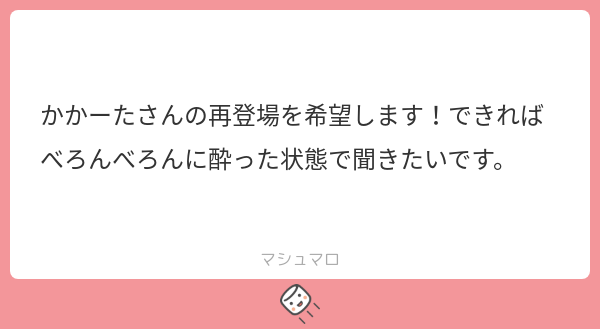 かかーたさんの再登場を希望します！できれば
べろんべろんに酔った状態で聞きたいです。
マシュマロ